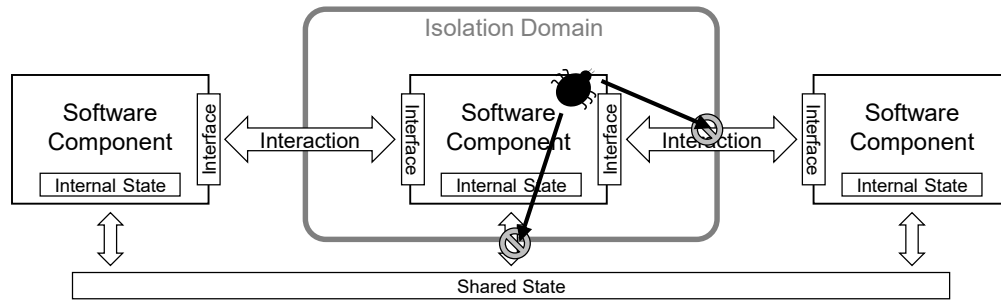 Isolation Domain
Software
Component
Interface
Internal State
Interaction
Interface
Software
Component
Interface
Internal State
Interaction
Interface
Software
Component
Internal State
Shared State